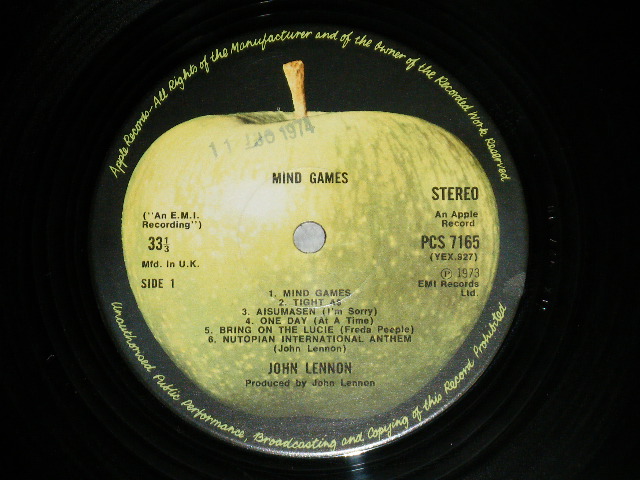 Apple Records-All Rights of the Manufacturer and of the Owner of the Recorded Work Reserved
1974
MIND GAMES
STEREO
("An E.M.I.
Recording")
An Apple
Record
33⅓
PCS 7165
(YEX.927)
Mfd. In U.K.
Ⓟ 1973
EMI Records
Ltd.
SIDE 1
1. MIND GAMES
2. TIGHT AS
3. AISUMASEN (I'm Sorry)
4. ONE DAY (At A Time)
5. BRING ON THE LUCIE (Freda Peeple)
6. NUTOPIAN INTERNATIONAL ANTHEM
(John Lennon)
JOHN LENNON
Produced by John Lennon
Unauthorised Public Performance, Broadcasting and Copying of this Record Prohibited